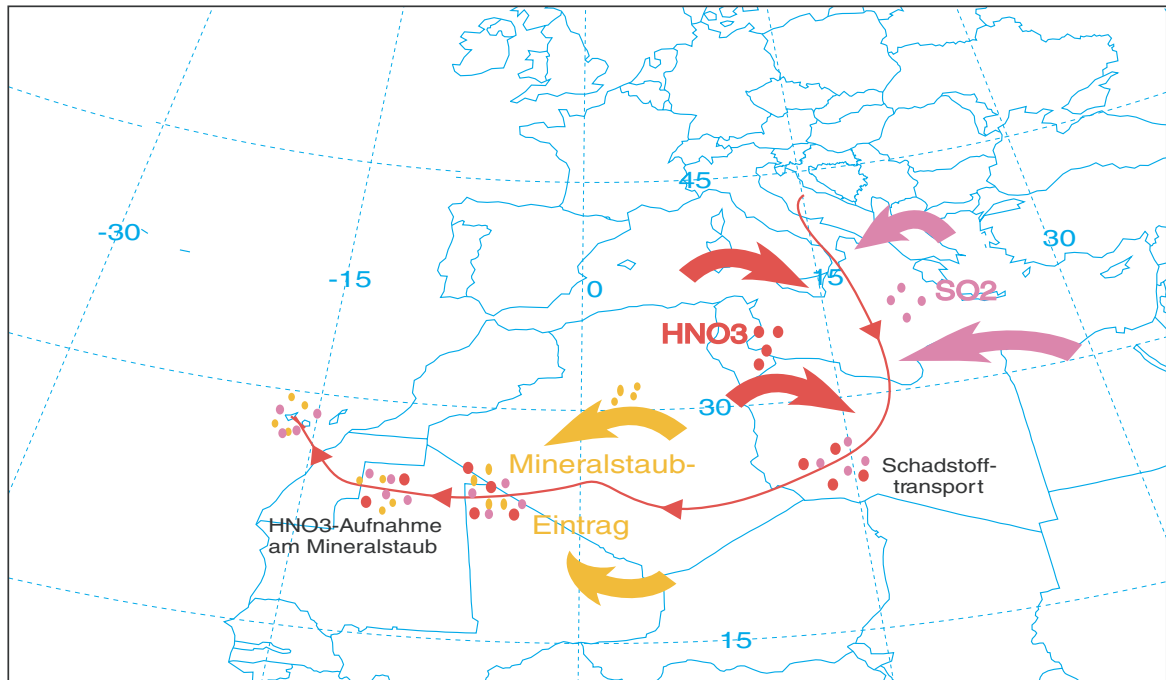 45
-30
-15
0
15
30
SO2
HNO3
30
Mineralstaub-
Eintrag
Schadstoff-
transport
HNO3-Aufnahme
am Mineralstaub
15